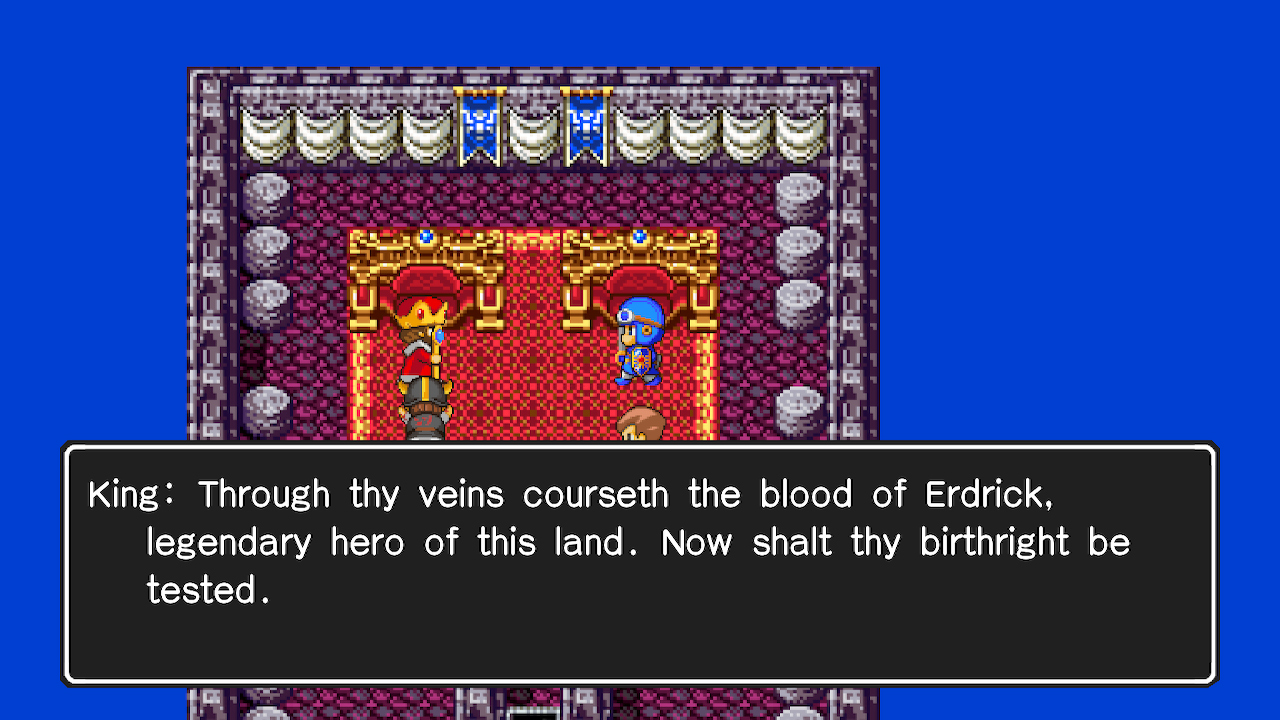 King: Through thy veins courseth the blood of Erdrick,
legendary hero of this land. Now shalt thy birthright be
tested.